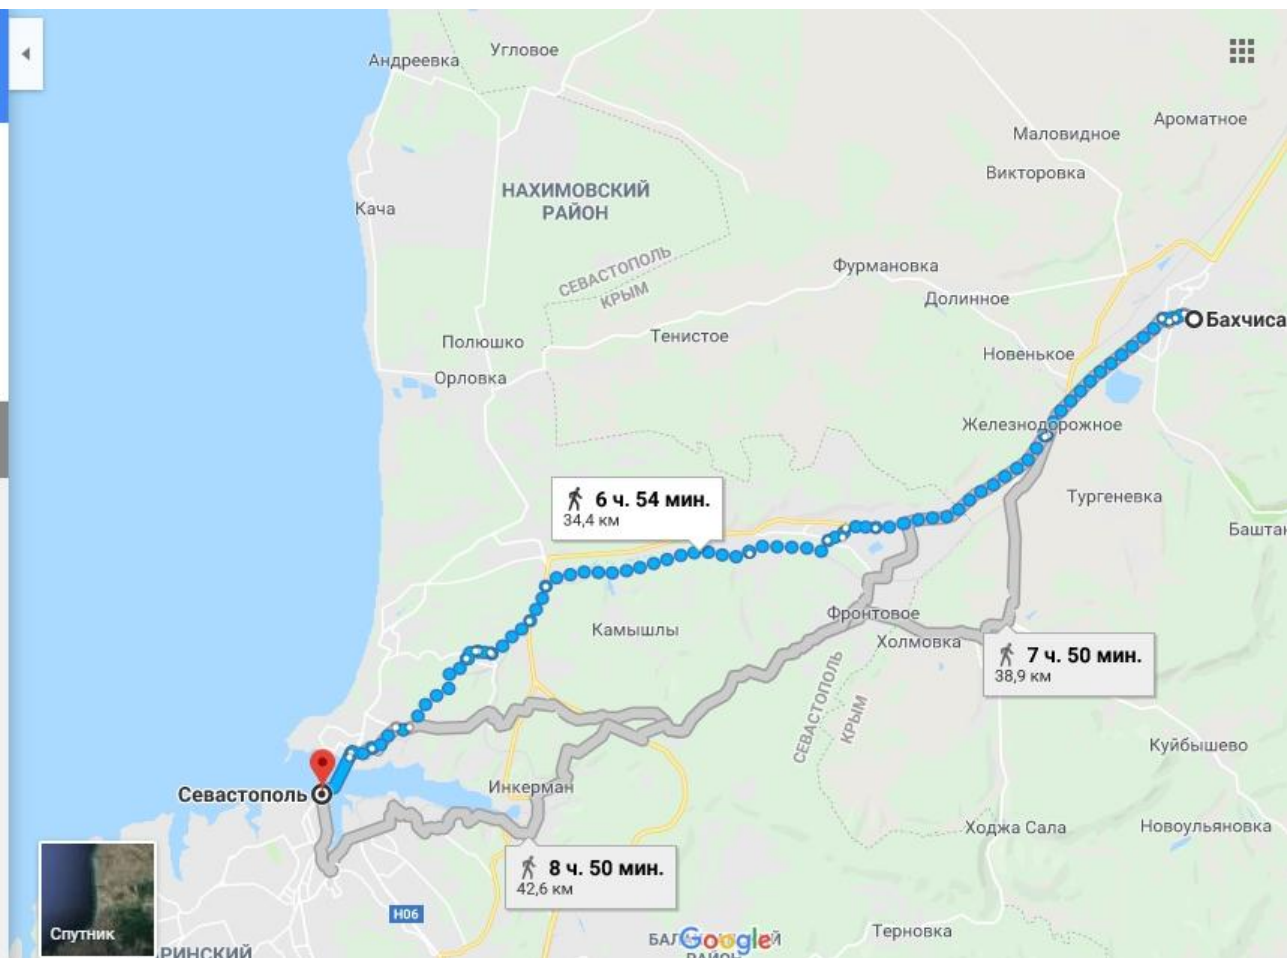 Андреевка
Угловое
Ароматное
Маловидное
Викторовка
НАХИМОВСКИЙ
РАЙОН
Кача
СЕВАСТОПОЛЬ
КРЫМ
Фурмановка
Долинное
Бахчиса
Тенистое
Полюшко
Новенькое
Орловка
Железнодорожное
6 ч. 54 мин.
34,4 км
Тургеневка
Баштан
Фронтовое
Камышлы
Холмовка
7 ч. 50 мин.
38,9 км
СЕВАСТОПОЛЬ
КРЫМ
Куйбышево
Инкерман
Севастополь
Ходжа Сала
Новоульяновка
8 ч. 50 мин.
42,6 км
H06
Спутник
Google
Терновка
РИНСКИЙ
РАЙОН